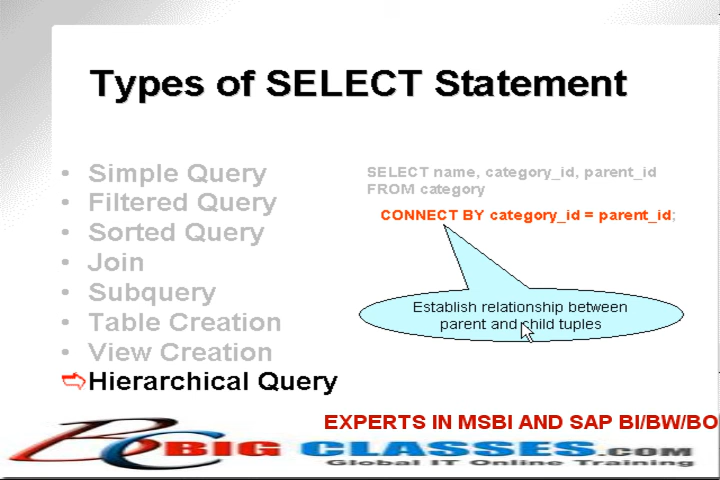 Types of SELECT Statement
• Simple Query
• Filtered Query
• Sorted Query
• Join
• Subquery
• Table Creation
• View Creation
Hierarchical Query
SELECT name, category_id, parent_id
FROM category
CONNECT BY category_id = parent_id;
Establish relationship between
parent and child tuples
EXPERTS IN MSBI AND SAP BI/BW/BO
BC BIG CLASSES.COM
Global IT Online Training